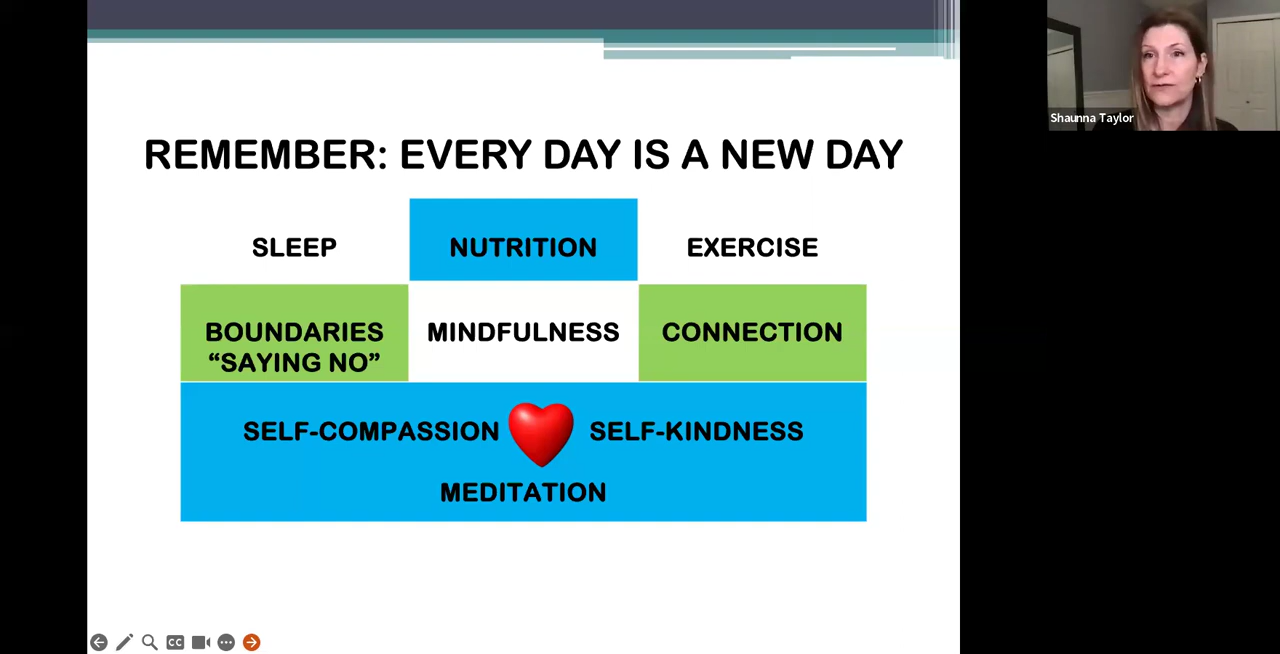 REMEMBER: EVERY DAY IS A NEW DAY
SLEEP
NUTRITION
EXERCISE
BOUNDARIES
“SAYING NO”
MINDFULNESS
CONNECTION
SELF-COMPASSION
SELF-KINDNESS
MEDITATION
Shaunna Taylor
CC